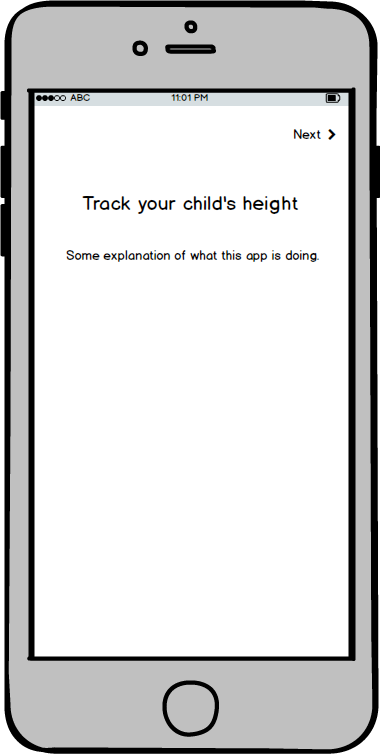 ABC 11:01 PM
Next
Track your child's height
Some explanation of what this app is doing.